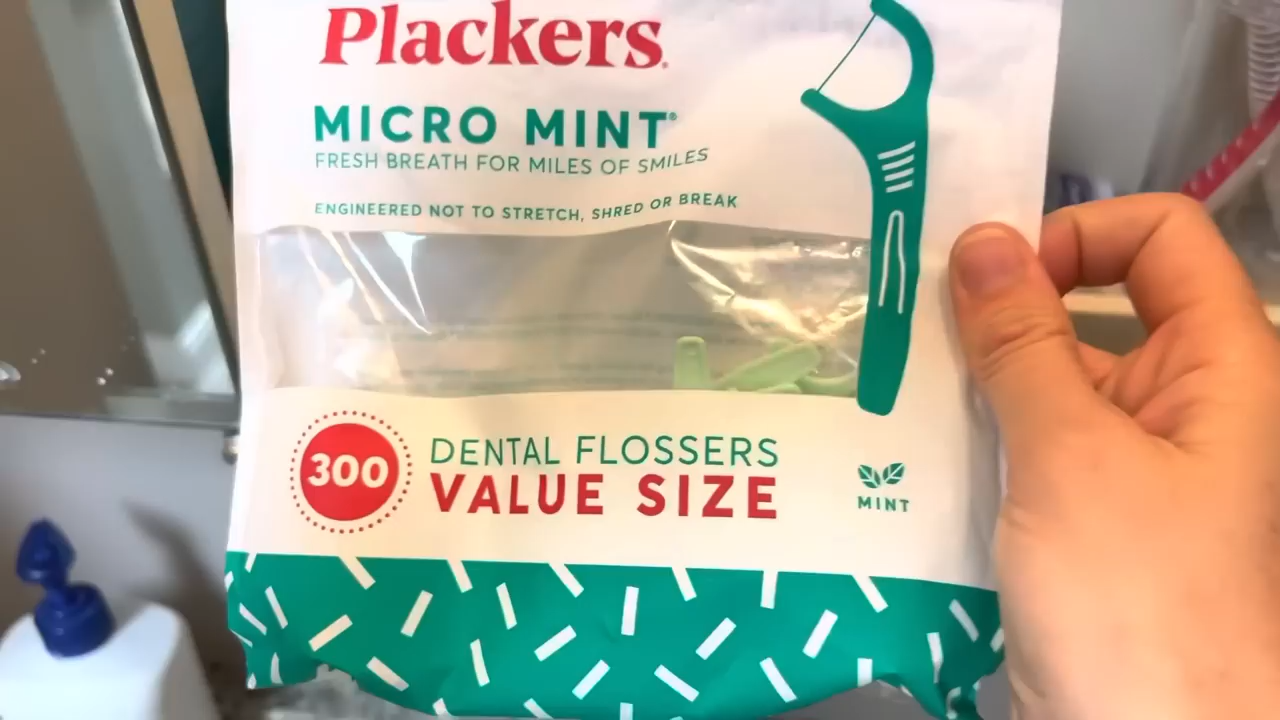 Plackers.
MICRO MINT®
FRESH BREATH FOR MILES OF SMILES
ENGINEERED NOT TO STRETCH, SHRED OR BREAK
300
DENTAL FLOSSERS
VALUE SIZE
MINT